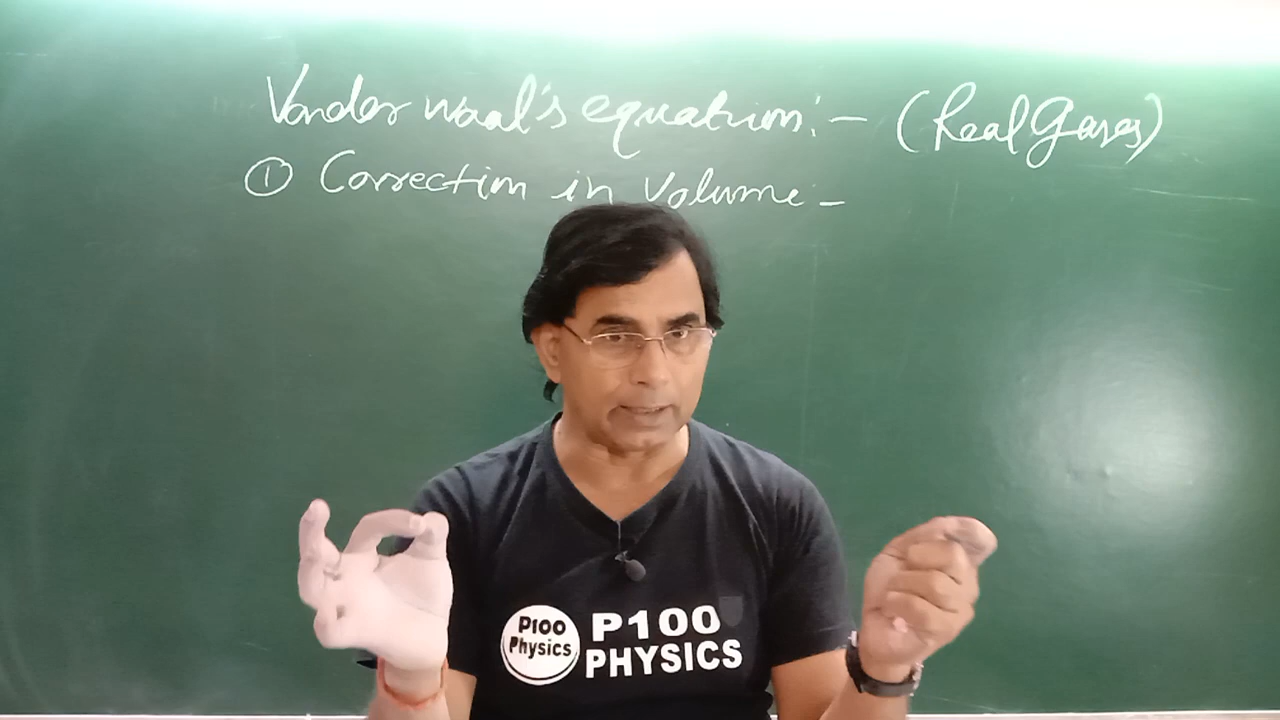 Vander waal's equation:- (Real Gases)
① Correction in Volume -
P100 Physics
P100 PHYSICS